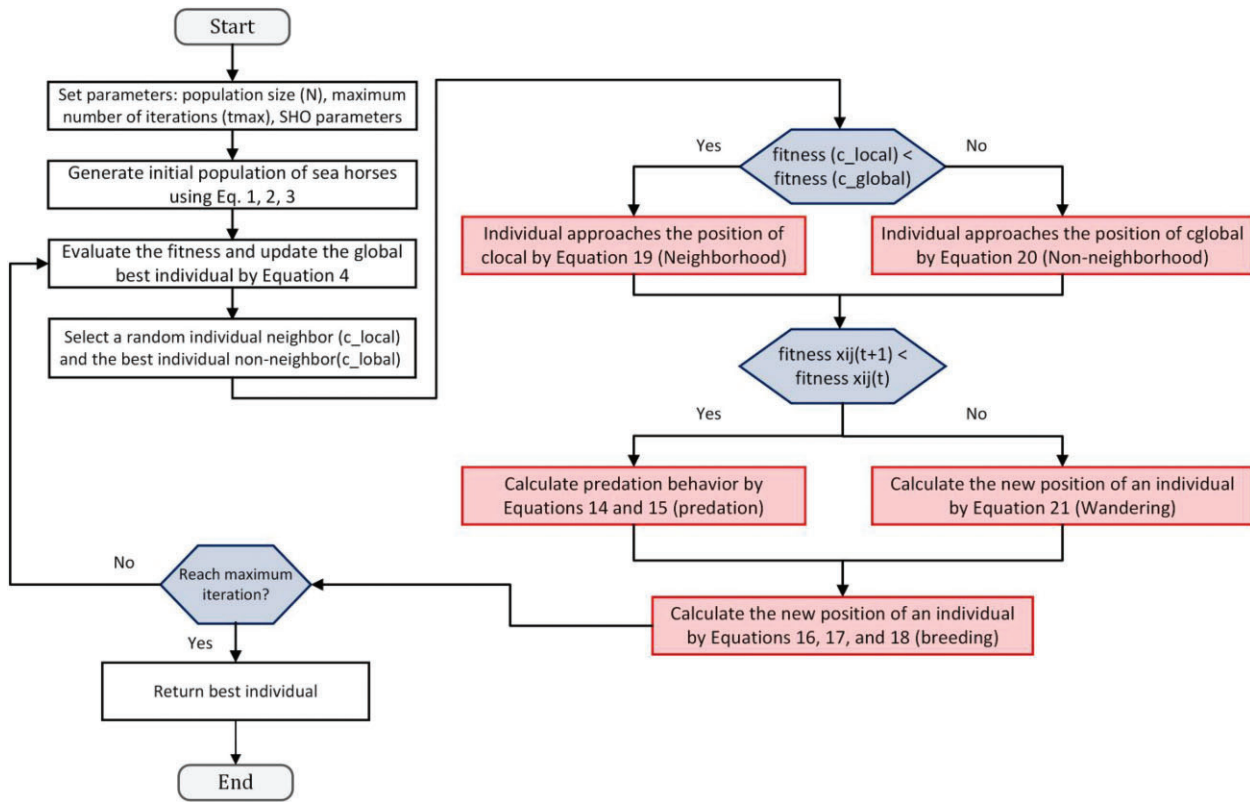 Start
Set parameters: population size (N), maximum
number of iterations (tmax), SHO parameters
Generate initial population of sea horses
using Eq. 1, 2, 3
Evaluate the fitness and update the global
best individual by Equation 4
Select a random individual neighbor (c_local)
and the best individual non-neighbor(c_lobal)
Yes
fitness (c_local) <
fitness (c_global)
No
Individual approaches the position of
clocal by Equation 19 (Neighborhood)
Individual approaches the position of cglobal
by Equation 20 (Non-neighborhood)
fitness xij(t+1) <
fitness xij(t)
Yes
No
Calculate predation behavior by
Equations 14 and 15 (predation)
Calculate the new position of an individual
by Equation 21 (Wandering)
Calculate the new position of an individual
by Equations 16, 17, and 18 (breeding)
No
Reach maximum
iteration?
Yes
Return best individual
End